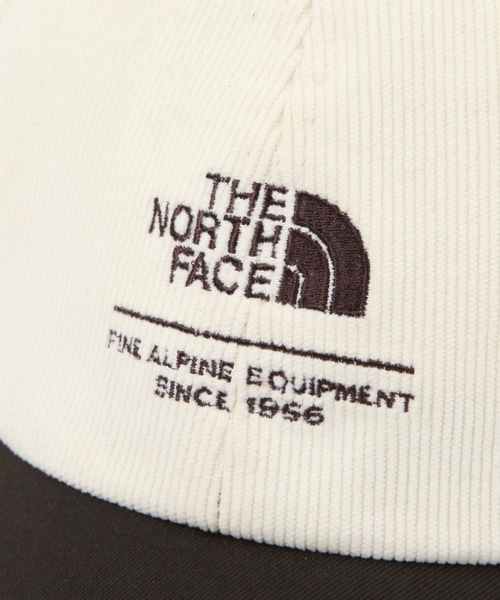 THE
NORTH
FACE
FINE ALPINE EQUIPMENT
SINCE 1966